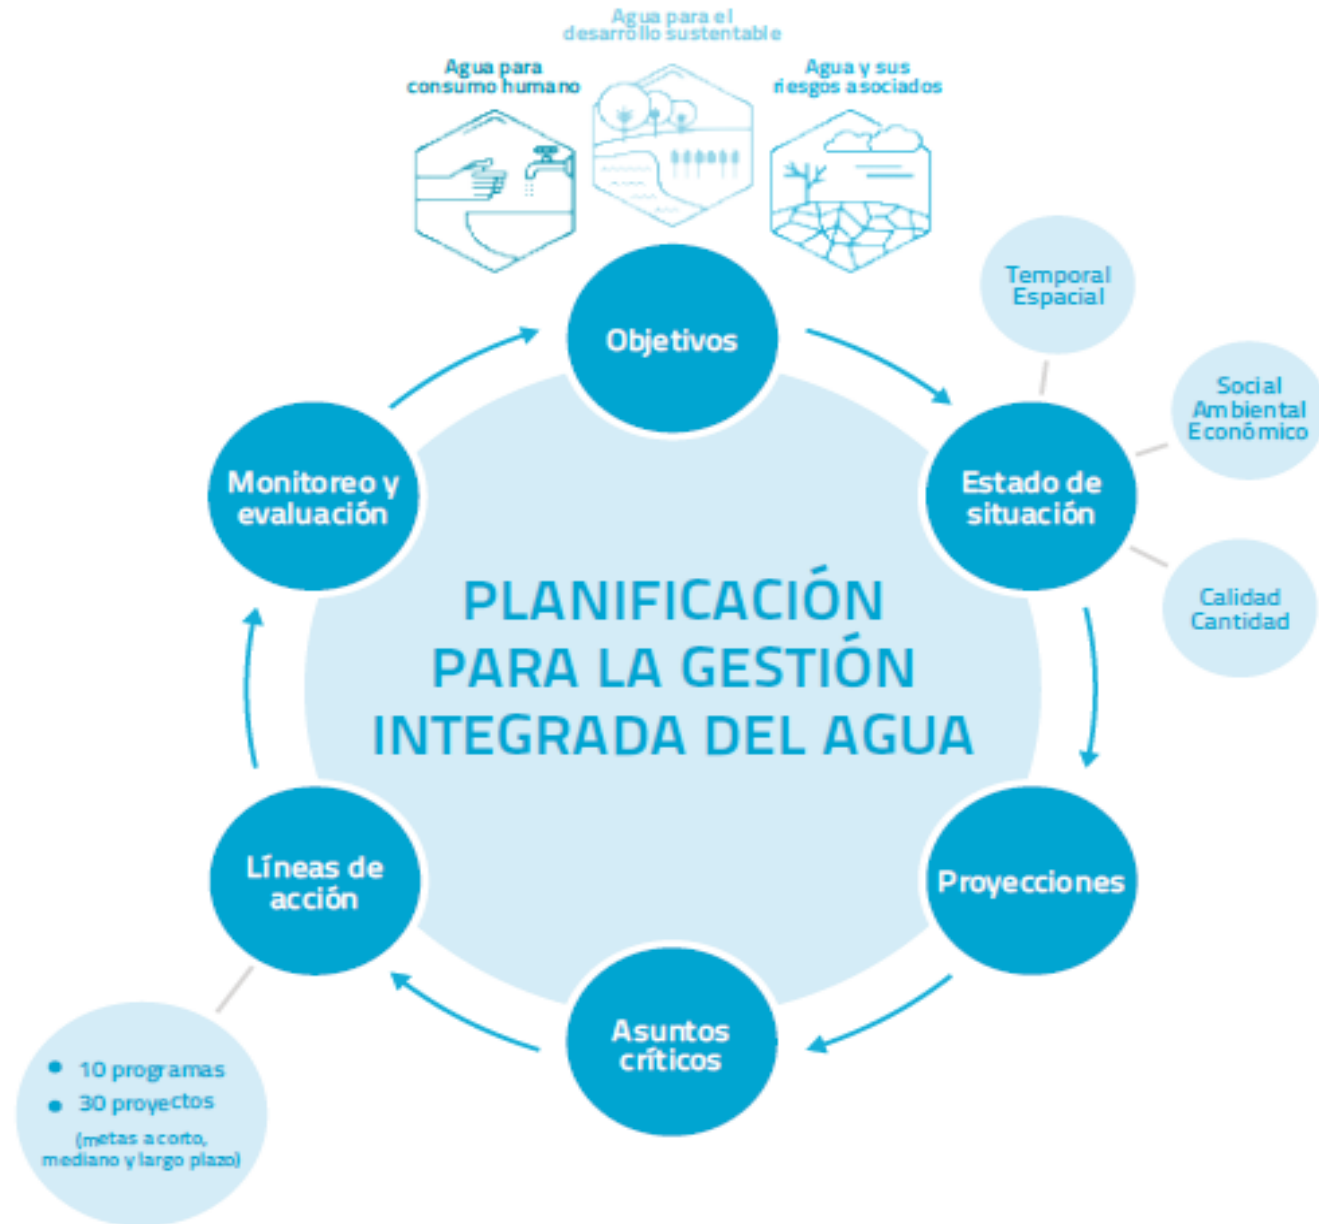 Agua para el
desarrollo sustentable
Agua para
consumo humano
Agua y sus
riesgos asociados
Objetivos
Temporal
Espacial
Social
Ambiental
Económico
Estado de
situación
Calidad
Cantidad
Monitoreo y
evaluación
PLANIFICACIÓN
PARA LA GESTIÓN
INTEGRADA DEL AGUA
Proyecciones
Asuntos
críticos
Líneas de
acción
• 10 programas
• 30 proyectos
(metas a corto,
mediano y largo plazo)